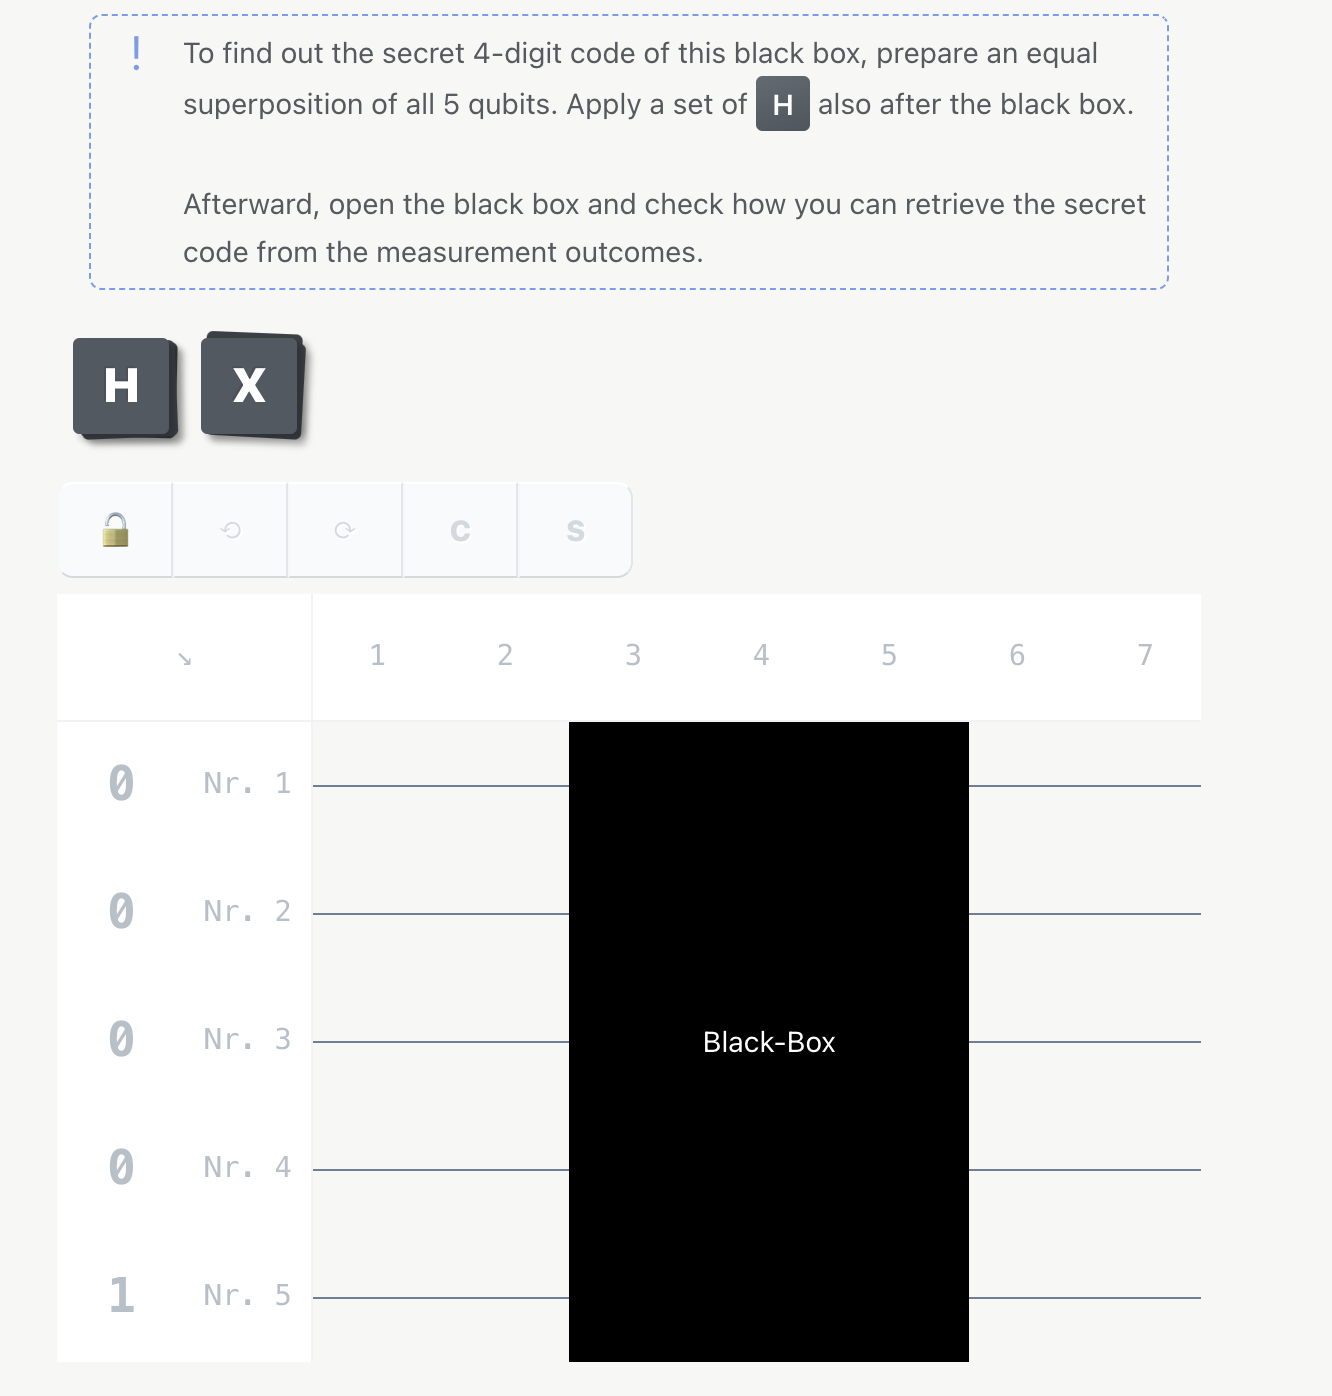 ! To find out the secret 4-digit code of this black box, prepare an equal
superposition of all 5 qubits. Apply a set of H also after the black box.
Afterward, open the black box and check how you can retrieve the secret
code from the measurement outcomes.
H X
⟲ ⟳ C S
↘ 1 2 3 4 5 6 7
0 Nr. 1
0 Nr. 2
0 Nr. 3
Black-Box
0 Nr. 4
1 Nr. 5